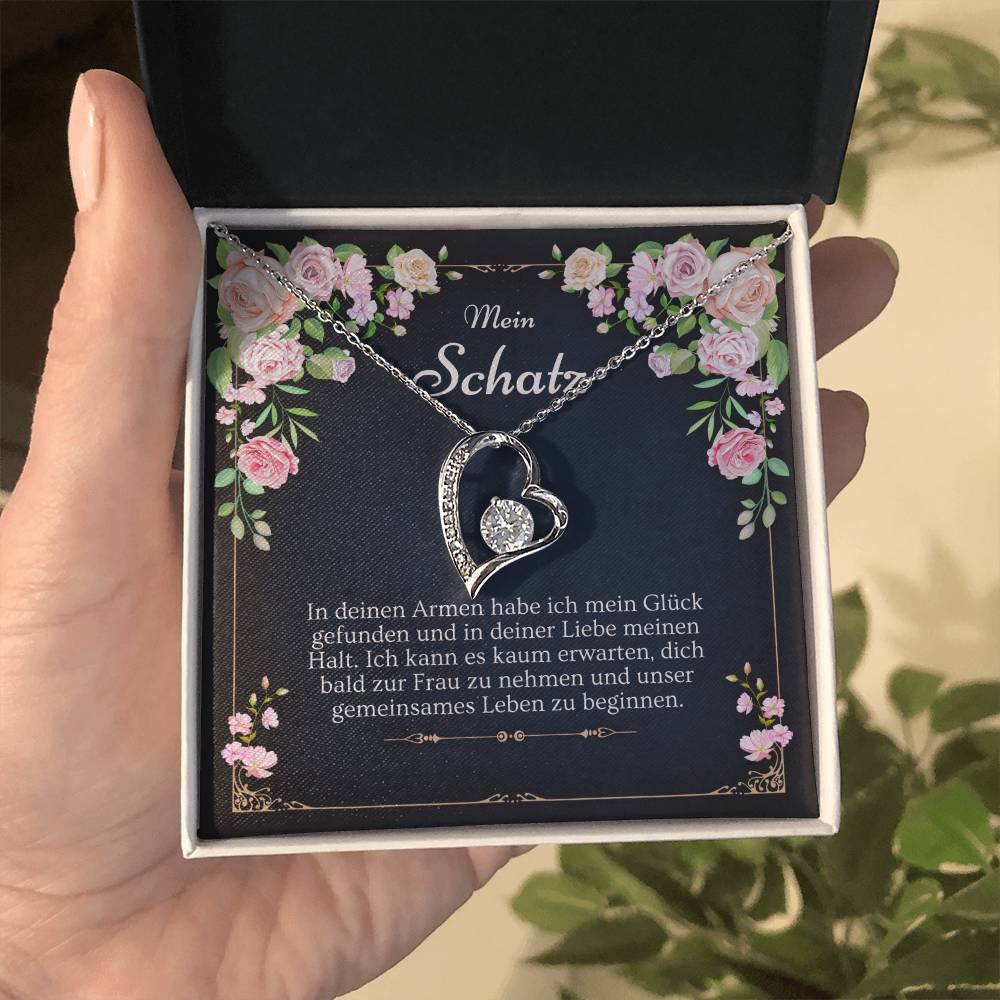 Mein
Schatz
In deinen Armen habe ich mein Glück
gefunden und in deiner Liebe meinen
Halt. Ich kann es kaum erwarten, dich
bald zur Frau zu nehmen und unser
gemeinsames Leben zu beginnen.